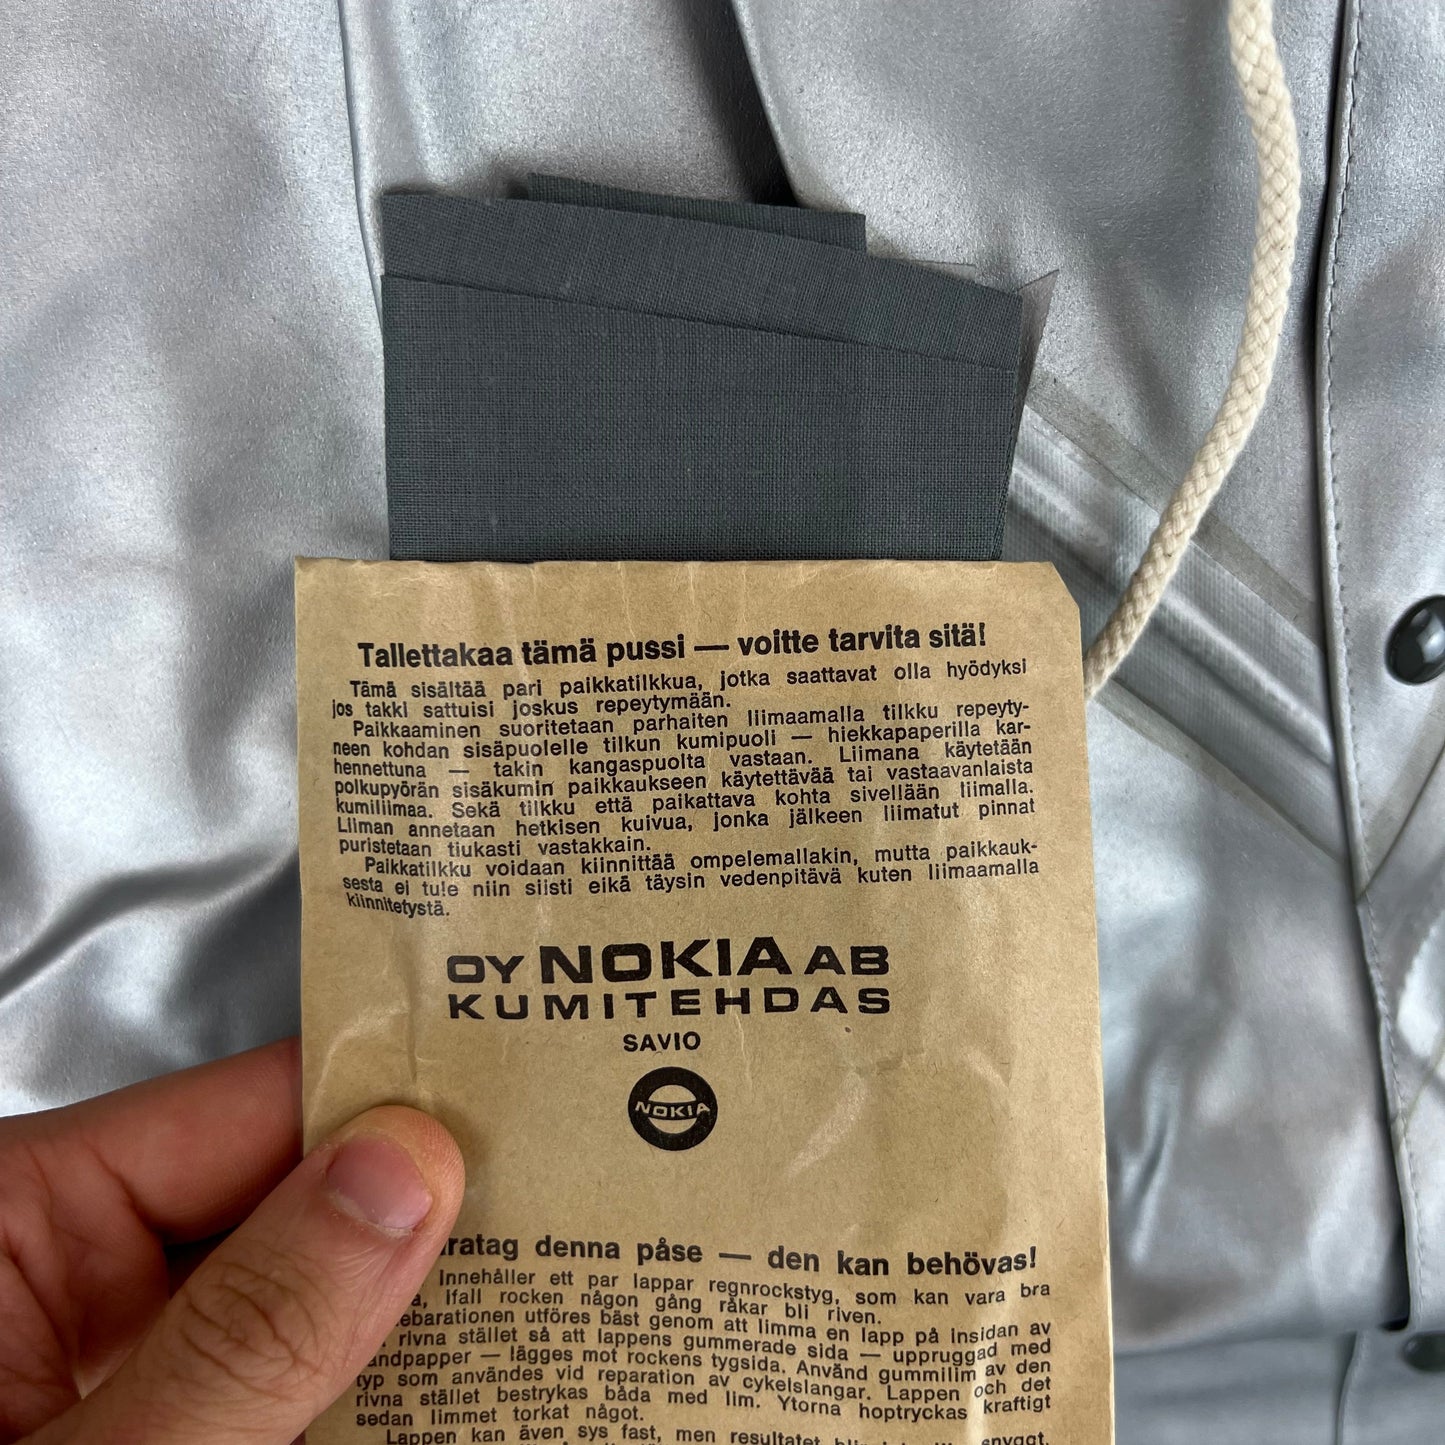 Tallettakaa tämä pussi — voitte tarvita sitä!
Tämä sisältää pari paikkatilkkua, jotka saattavat olla hyödyksi
jos takki sattuisi joskus repeytymään.
Paikkaaminen suoritetaan parhaiten liimaamalla tilkku repeyty-
neen kohdan sisäpuolelle tilkun kumipuoli — hiekkapaperilla kar-
hennettuna — takin kangaspuolta vastaan. Liimana käytetään
polkupyörän sisäkumin paikkaukseen käytettävää tai vastaavanlaista
kumiliimaa. Sekä tilkku että paikattava kohta sivellään liimalla.
Liiman annetaan hetkisen kuivua, jonka jälkeen liimatut pinnat
puristetaan tiukasti vastakkain.
Paikkatilkku voidaan kiinnittää ompelemallakin, mutta paikkauk-
sesta ei tule niin siisti eikä täysin vedenpitävä kuten liimaamalla
kiinnitetystä.
OY NOKIA AB
KUMITEHDAS
SAVIO
NOKIA
denna påse — den kan behövas!
Innehåller ett par lappar regnrockstyg, som kan vara bra
Ifall rocken någon gång råkar bli riven.
utföres bäst genom att limma en lapp på insidan av
rivna stället så att lappens gummerade sida — uppruggad med
— lägges mot rockens tygsida. Använd gummilim av den
typ som användes vid reparation av cykelslangar. Lappen och det
rivna stället bestrykas båda med lim. Ytorna hoptryckas kraftigt
sedan limmet torkat något.
Lappen kan även sys fast, men resultatet